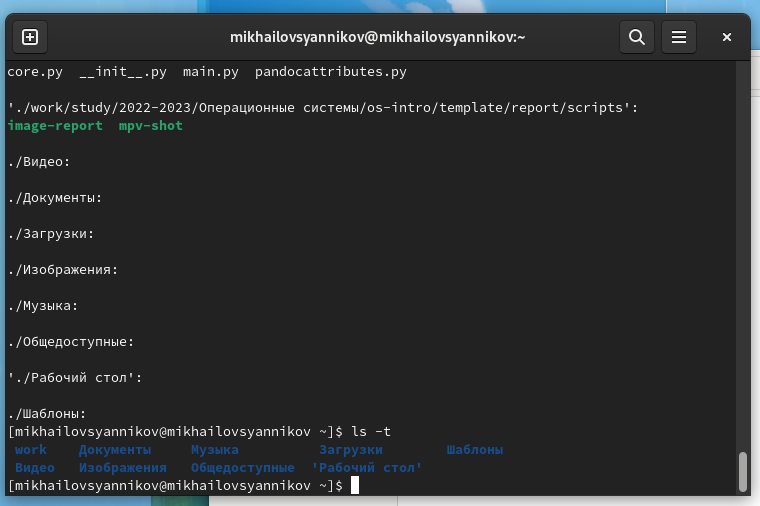 mikhailovsyannikov@mikhailovsyannikov:~
core.py  __init__.py  main.py  pandocattributes.py
'./work/study/2022-2023/Операционные системы/os-intro/template/report/scripts':
image-report  mpv-shot
./Видео:
./Документы:
./Загрузки:
./Изображения:
./Музыка:
./Общедоступные:
'./Рабочий стол':
./Шаблоны:
[mikhailovsyannikov@mikhailovsyannikov ~]$ ls -t
work  Документы  Музыка  Загрузки  Шаблоны
Видео  Изображения  Общедоступные  'Рабочий стол'
[mikhailovsyannikov@mikhailovsyannikov ~]$